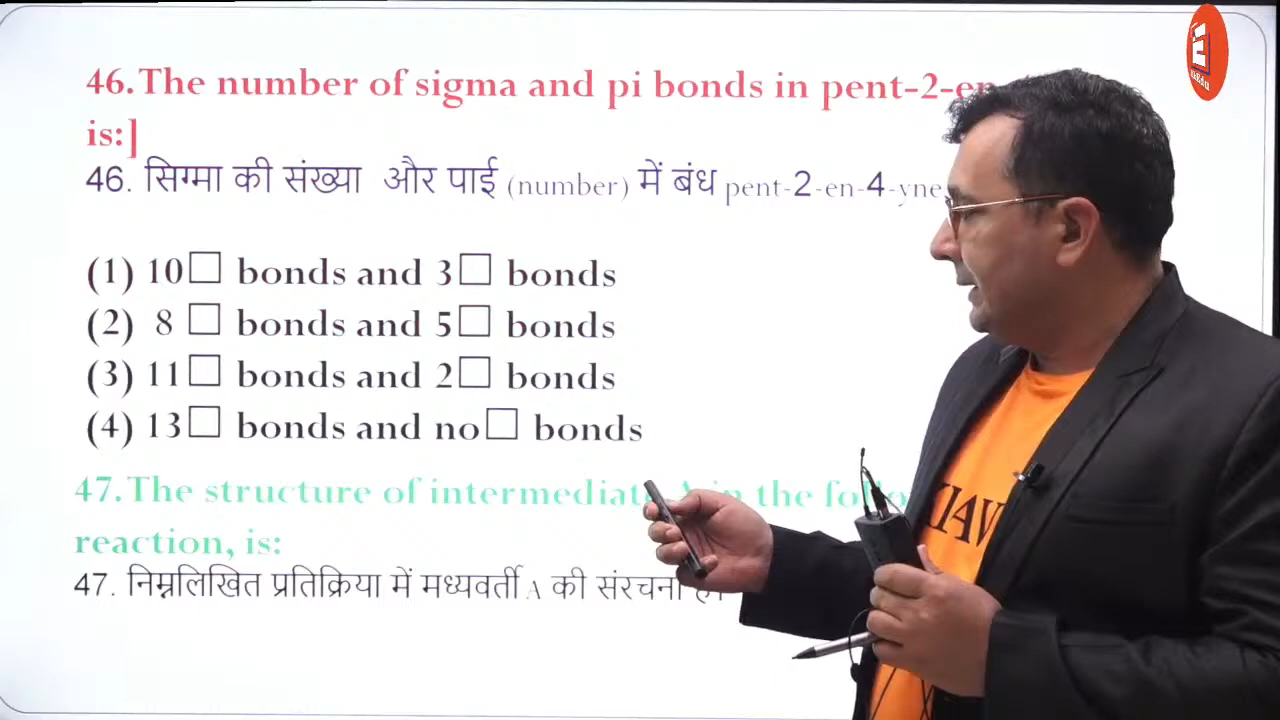 46.The number of sigma and pi bonds in pent-2-en
is:]
46. सिग्मा की संख्या और पाई (number) में बंध pent-2-en-4-yne
(1) 10□ bonds and 3□ bonds
(2) 8 □ bonds and 5□ bonds
(3) 11□ bonds and 2□ bonds
(4) 13□ bonds and no□ bonds
47.The structure of intermediate A in the follo
reaction, is:
47. निम्नलिखित प्रतिक्रिया में मध्यवर्ती A की संरचना है।